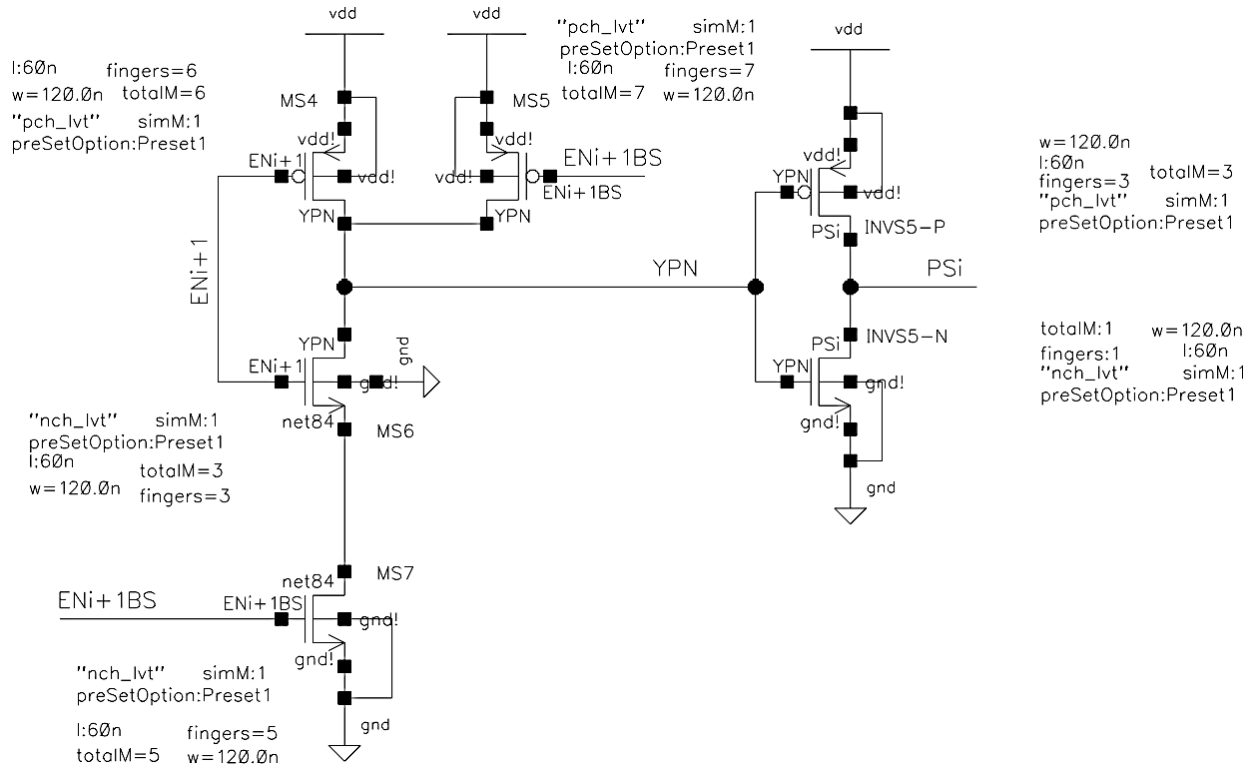 vdd
vdd
vdd
"pch_lvt" simM:1
preSetOption:Preset1
l:60n fingers=7
totalM=7 w=120.0n
l:60n fingers=6
w=120.0n totalM=6
"pch_lvt" simM:1
preSetOption:Preset1
MS4
MS5
vdd!
vdd!
ENi+1
vdd!
vdd!
ENi+1BS
ENi+1BS
YPN
YPN
vdd!
YPN
vdd!
PSi
INVS5-P
w=120.0n
l:60n
fingers=3 totalM=3
"pch_lvt" simM:1
preSetOption:Preset1
ENi+1
YPN
PSi
YPN
ENi+1
gnd!
gnd
net84
MS6
PSi
INVS5-N
YPN
gnd!
gnd!
gnd
totalM:1 w=120.0n
fingers:1 l:60n
"nch_lvt" simM:1
preSetOption:Preset1
"nch_lvt" simM:1
preSetOption:Preset1
l:60n totalM=3
w=120.0n fingers=3
net84
MS7
ENi+1BS
ENi+1BS
gnd!
gnd!
gnd
"nch_lvt" simM:1
preSetOption:Preset1
l:60n fingers=5
totalM=5 w=120.0n